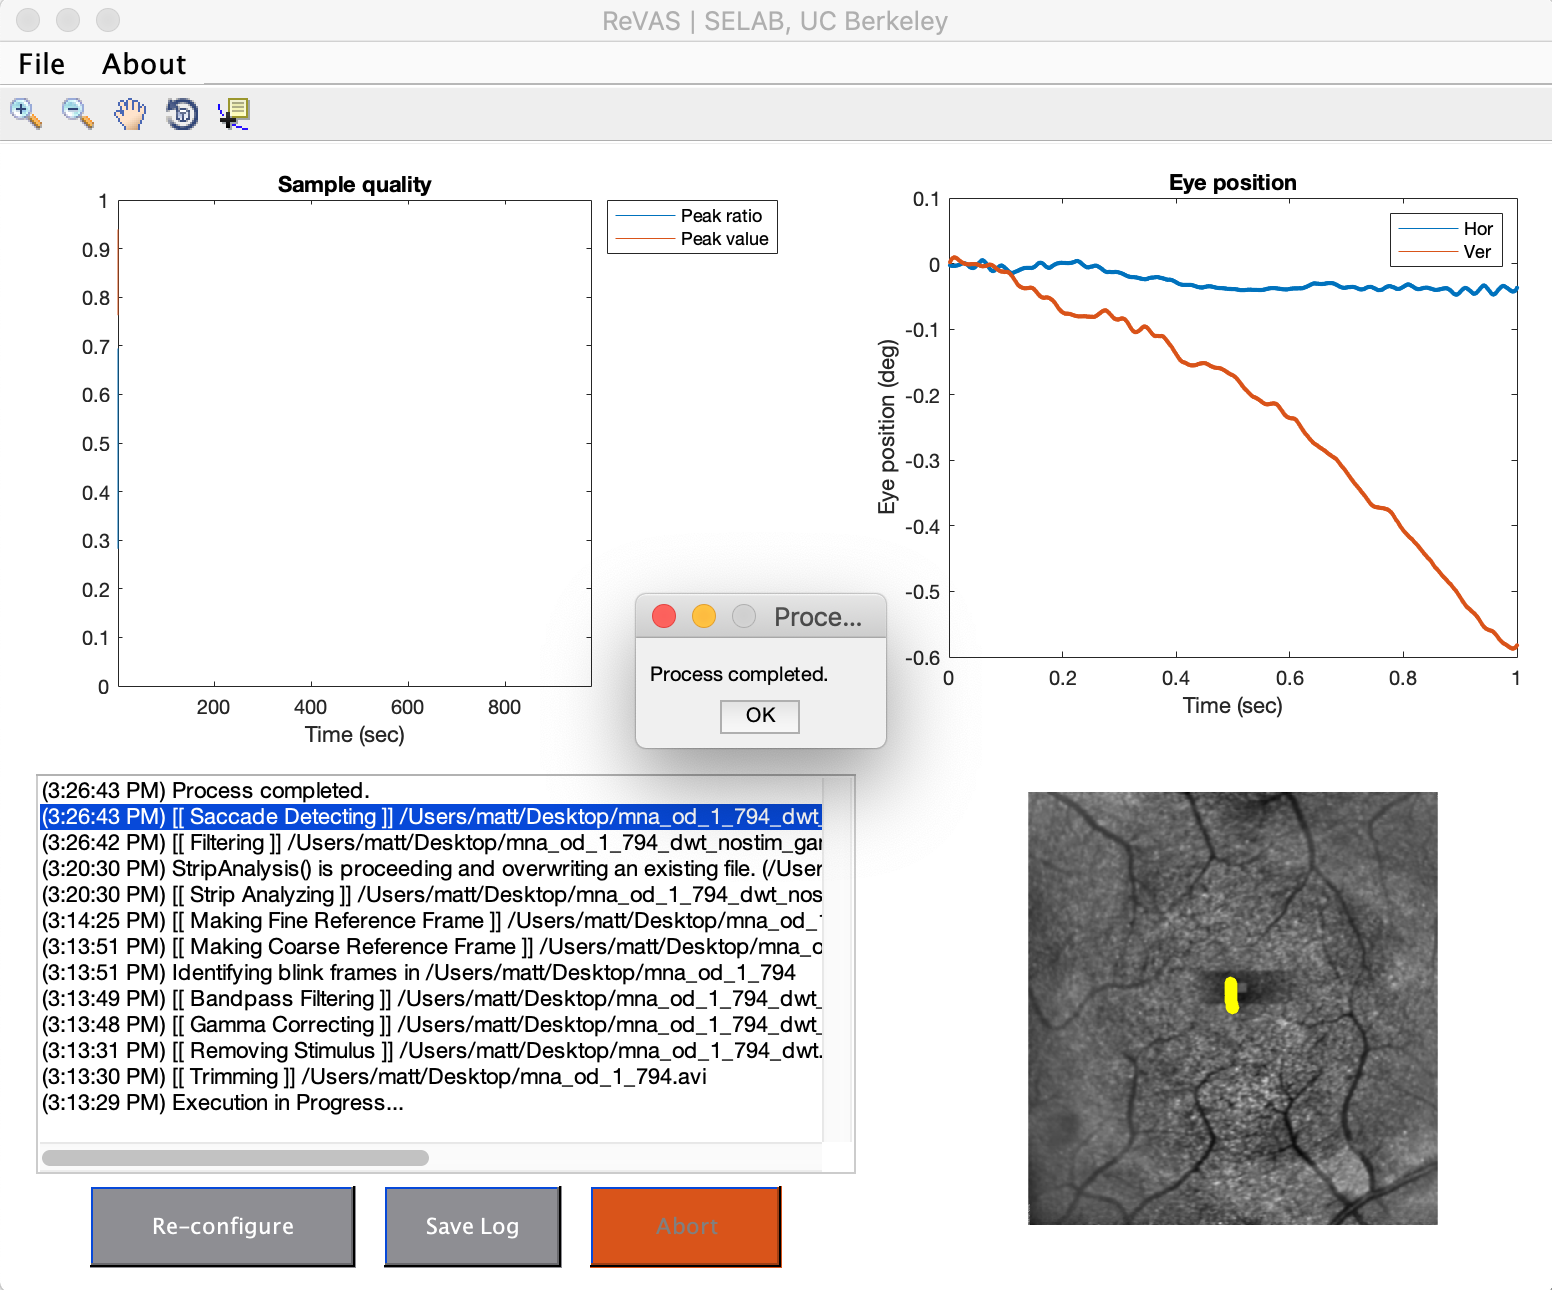 ReVAS | SELAB, UC Berkeley
File About
Sample quality
1
0.9
0.8
0.7
0.6
0.5
0.4
0.3
0.2
0.1
0
200 400 600 800
Time (sec)
Peak ratio
Peak value
Eye position
0.1
0
-0.1
-0.2
-0.3
-0.4
-0.5
-0.6
Eye position (deg)
0 0.2 0.4 0.6 0.8 1
Time (sec)
Hor
Ver
Proce...
Process completed.
OK
(3:26:43 PM) Process completed.
(3:26:43 PM) [[ Saccade Detecting ]] /Users/matt/Desktop/mna_od_1_794_dwt_
(3:26:42 PM) [[ Filtering ]] /Users/matt/Desktop/mna_od_1_794_dwt_nostim_gar
(3:20:30 PM) StripAnalysis() is proceeding and overwriting an existing file. (/User
(3:20:30 PM) [[ Strip Analyzing ]] /Users/matt/Desktop/mna_od_1_794_dwt_nos
(3:14:25 PM) [[ Making Fine Reference Frame ]] /Users/matt/Desktop/mna_od_
(3:13:51 PM) [[ Making Coarse Reference Frame ]] /Users/matt/Desktop/mna_o
(3:13:51 PM) Identifying blink frames in /Users/matt/Desktop/mna_od_1_794
(3:13:49 PM) [[ Bandpass Filtering ]] /Users/matt/Desktop/mna_od_1_794_dwt_
(3:13:48 PM) [[ Gamma Correcting ]] /Users/matt/Desktop/mna_od_1_794_dwt_
(3:13:31 PM) [[ Removing Stimulus ]] /Users/matt/Desktop/mna_od_1_794_dwt.
(3:13:30 PM) [[ Trimming ]] /Users/matt/Desktop/mna_od_1_794.avi
(3:13:29 PM) Execution in Progress...
Re-configure
Save Log
Abort